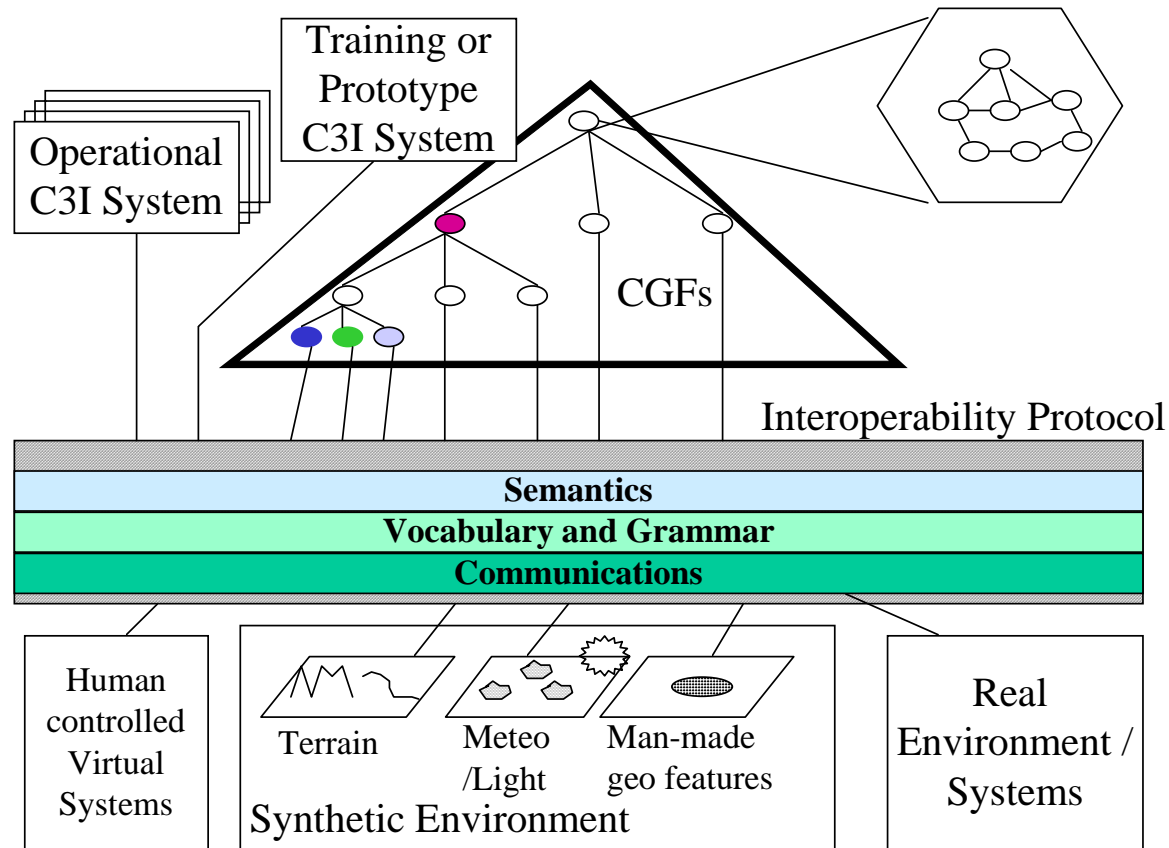 Training or
Prototype
C3I System
Operational
C3I System
CGFs
Interoperability Protocol
Semantics
Vocabulary and Grammar
Communications
Human
controlled
Virtual
Systems
Terrain
Meteo
/Light
Man-made
geo features
Synthetic Environment
Real
Environment /
Systems